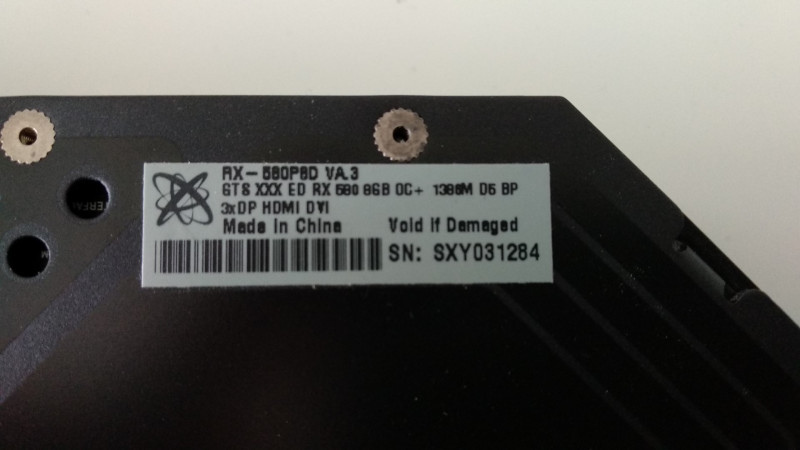 RX-580P8D VA.3
GTS XXX ED RX 580 8GB OC+ 1386M D5 BP
3xDP HDMI DVI
Made in China Void If Damaged
SN: SXY031284